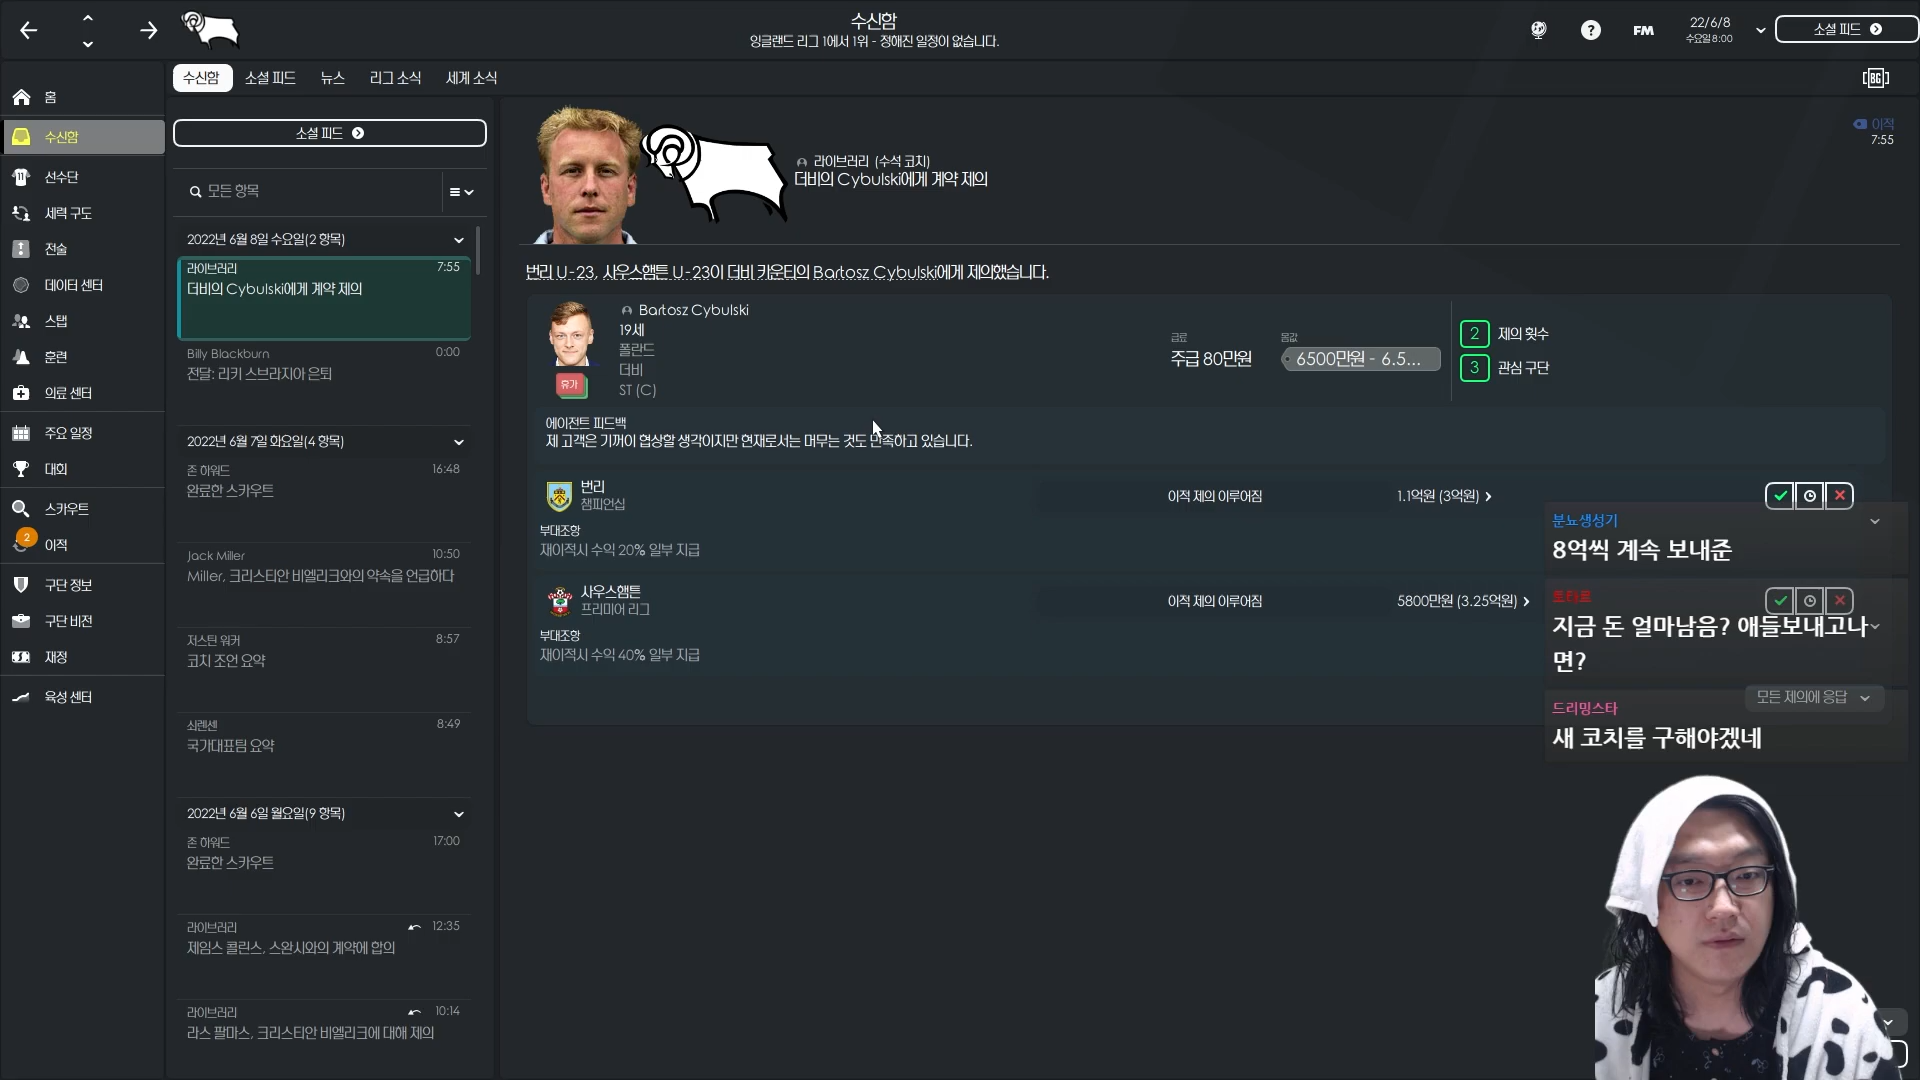 수신함
잉글랜드 리그 1에서 1위 - 정해진 일정이 없습니다.
FM
22/6/8
수요일 8:00
소셜 피드
수신함
소셜 피드
뉴스
리그 소식
세계 소식
BG
홈
수신함
선수단
세력 구도
전술
데이터 센터
스탭
훈련
의료 센터
주요 일정
대회
스카우트
2
이적
구단 정보
구단 비전
재정
육성 센터
소셜 피드
모든 항목
2022년 6월 8일 수요일(2 항목)
라이브러리
7:55
더비의 Cybulski에게 계약 제의
Billy Blackburn
0:00
전달: 리키 스브라지아 은퇴
2022년 6월 7일 화요일(4 항목)
존 하워드
16:48
완료한 스카우트
Jack Miller
10:50
Miller, 크리스티안 비엘리크와의 약속을 언급하다
저스틴 워커
8:57
코치 조언 요약
쇠렌센
8:49
국가대표팀 요약
2022년 6월 6일 월요일(9 항목)
존 하워드
17:00
완료한 스카우트
라이브러리
12:35
제임스 콜린스, 스완시와의 계약에 합의
라이브러리
10:14
라스 팔마스, 크리스티안 비엘리크에 대해 제의
라이브러리 (수석 코치)
더비의 Cybulski에게 계약 제의
이적
7:55
번리 U-23, 사우스햄튼 U-23이 더비 카운티의 Bartosz Cybulski에게 제의했습니다.
Bartosz Cybulski
19세
폴란드
더비
ST (C)
휴가
급료
주급 80만원
몸값
6500만원 - 6.5...
2 제의 횟수
3 관심 구단
에이전트 피드백
제 고객은 기꺼이 협상할 생각이지만 현재로서는 머무는 것도 만족하고 있습니다.
번리
챔피언십
이적 제의 이루어짐
1.1억원 (3억원)
부대조항
재이적시 수익 20% 일부 지급
사우스햄튼
프리미어 리그
이적 제의 이루어짐
5800만원 (3.25억원)
부대조항
재이적시 수익 40% 일부 지급
모든 제의에 응답
분뇨생성기
8억씩 계속 보내준
지금 돈 얼마남음? 애들보내고나
면?
드리밍스타
새 코치를 구해야겠네